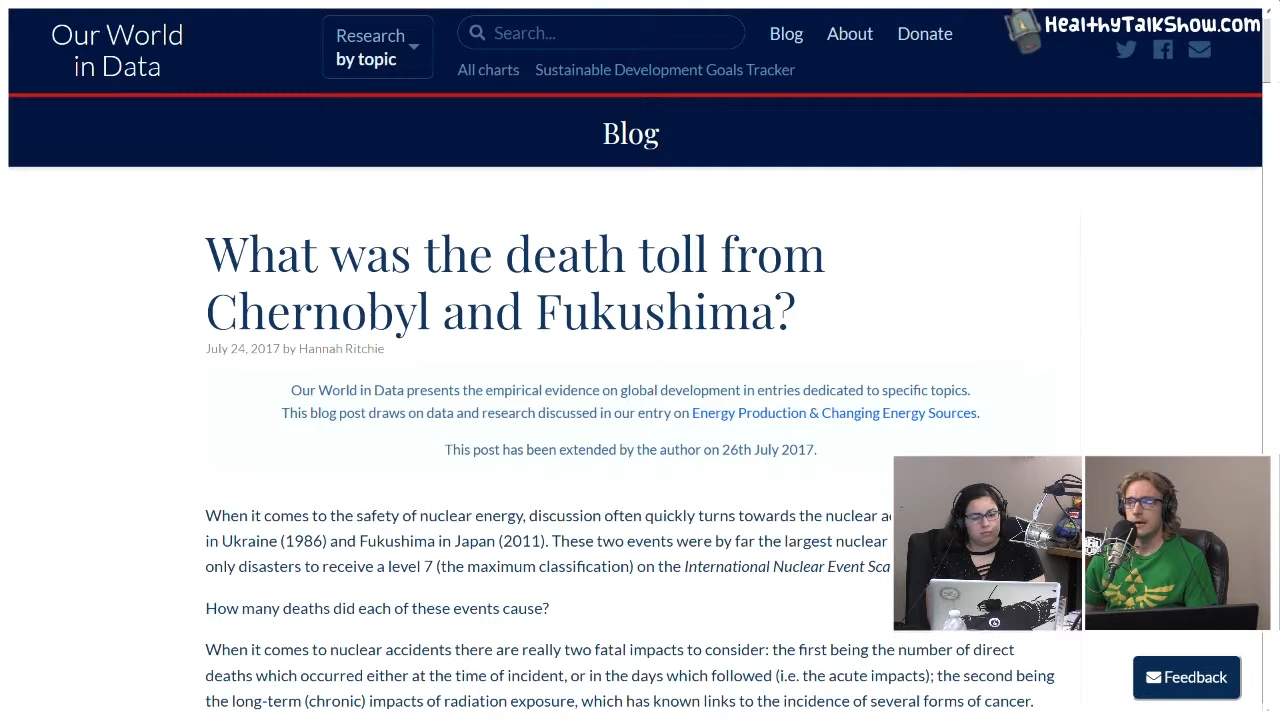 Our World
in Data
Research
by topic
Search...
Blog
About
Donate
HealthyTalkShow.com
All charts
Sustainable Development Goals Tracker
Blog
What was the death toll from
Chernobyl and Fukushima?
July 24, 2017 by Hannah Ritchie
Our World in Data presents the empirical evidence on global development in entries dedicated to specific topics.
This blog post draws on data and research discussed in our entry on Energy Production & Changing Energy Sources.
This post has been extended by the author on 26th July 2017.
When it comes to the safety of nuclear energy, discussion often quickly turns towards the nuclear
in Ukraine (1986) and Fukushima in Japan (2011). These two events were by far the largest nuclear
only disasters to receive a level 7 (the maximum classification) on the International Nuclear Event
How many deaths did each of these events cause?
When it comes to nuclear accidents there are really two fatal impacts to consider: the first being the number of direct
deaths which occurred either at the time of incident, or in the days which followed (i.e. the acute impacts); the second being
the long-term (chronic) impacts of radiation exposure, which has known links to the incidence of several forms of cancer.
Feedback